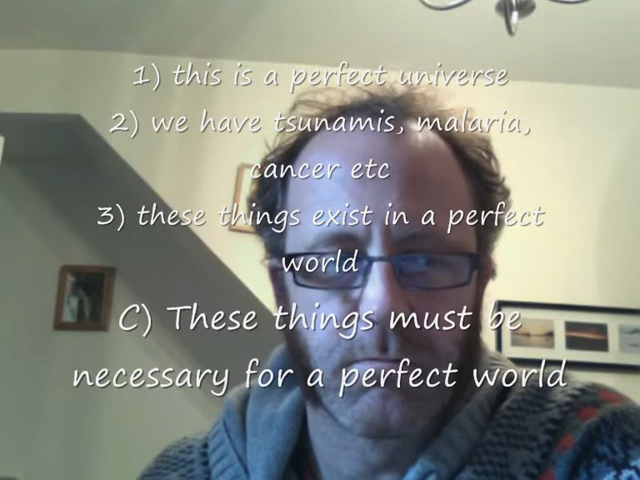 1) this is a perfect universe
2) we have tsunamis, malaria,
cancer etc
3) these things exist in a perfect
world
C) These things must be
necessary for a perfect world